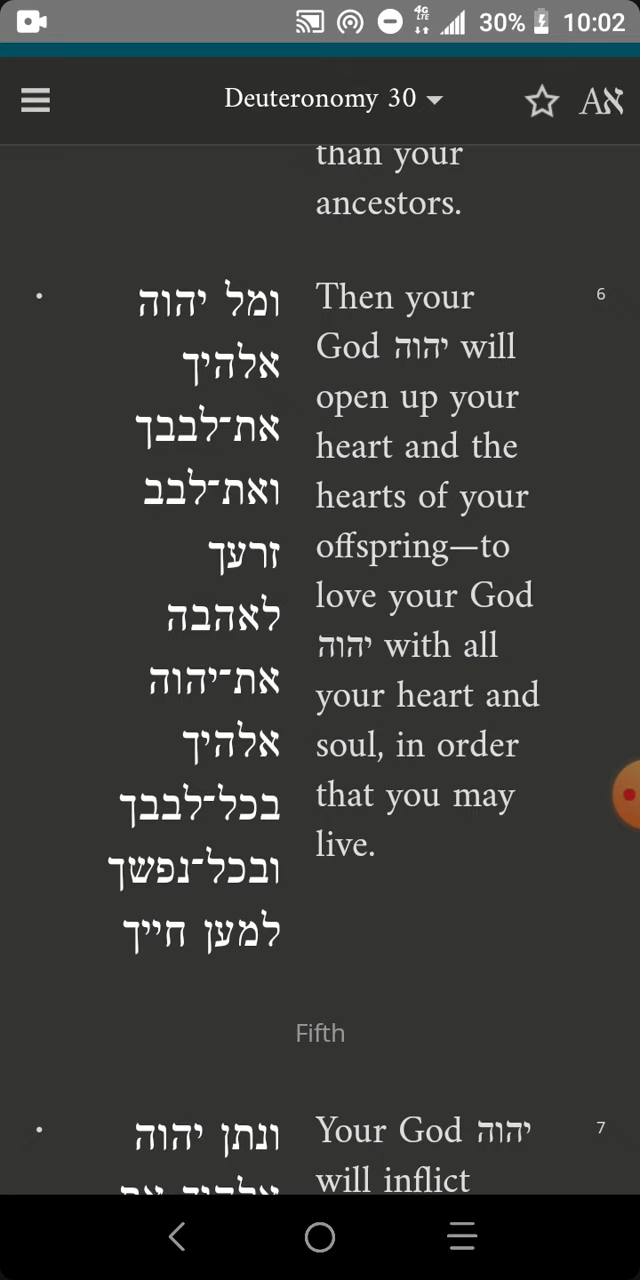 4G
LTE
30%
10:02
Deuteronomy 30
Aא
than your
ancestors.
ומל יהוה
אלהיך
את־לבבך
ואת־לבב
זרעך
לאהבה
את־יהוה
אלהיך
בכל־לבבך
ובכל־נפשך
למען חייך
Then your
God יהוה will
open up your
heart and the
hearts of your
offspring—to
love your God
יהוה with all
your heart and
soul, in order
that you may
live.
6
Fifth
ונתן יהוה
Your God יהוה
will inflict
7